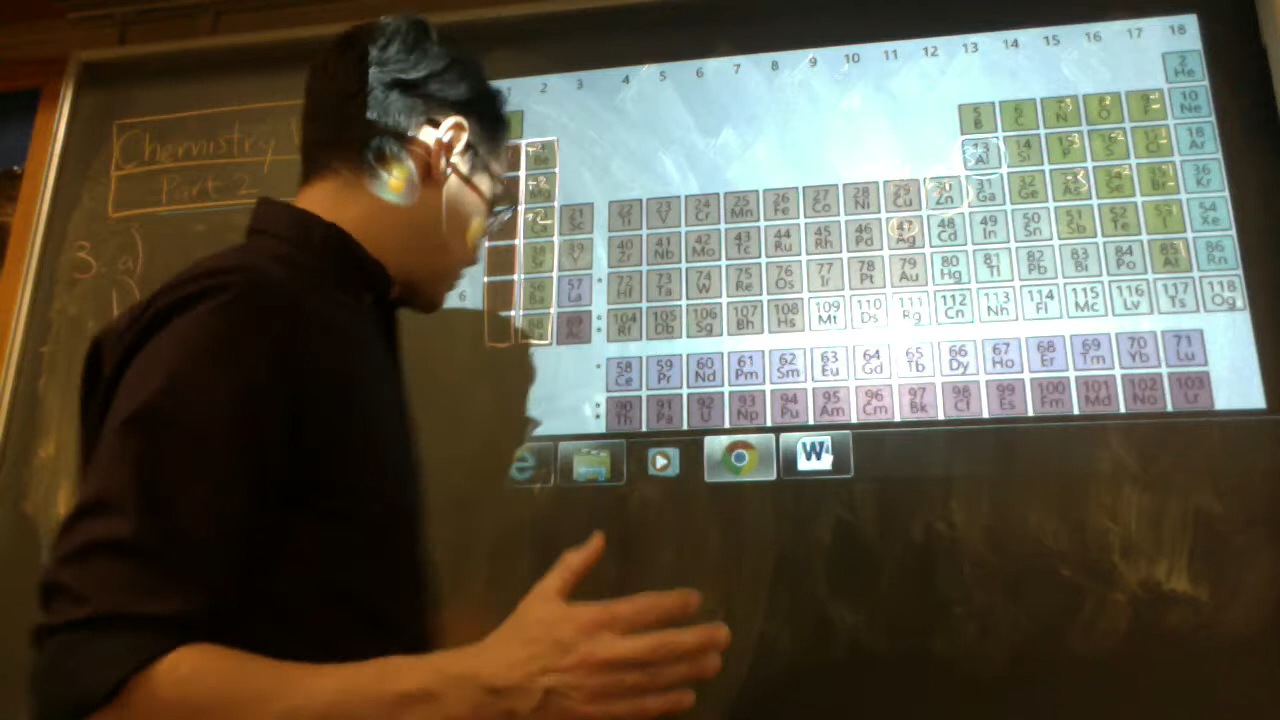 18
1 2 3 4 5 6 7 8 9 10 11 12 13 14 15 16 17
2 He
5 B 6 C 7 N 8 O 9 F 10 Ne
Be 13 Al 14 Si P S Cl 18 Ar
21 Sc 22 Ti 23 V 24 Cr 25 Mn 26 Fe 27 Co 28 Ni 29 Cu 30 Zn 31 Ga 32 Ge As 34 Se 35 Br 36 Kr
Ca
38 Sr 39 40 Zr 41 Nb 42 Mo 43 Tc 44 Ru 45 Rh 46 Pd 47 Ag 48 Cd 49 In 50 Sn 51 Sb 52 Te 53 I 54 Xe
56 Ba 57 La * 72 Hf 73 Ta 74 W 75 Re 76 Os 77 Ir 78 Pt 79 Au 80 Hg 81 Tl 82 Pb 83 Bi 84 Po 85 At 86 Rn
6
88 89 Ac 104 Rf 105 Db 106 Sg 107 Bh 108 Hs 109 Mt 110 Ds 111 Rg 112 Cn 113 Nh 114 Fl 115 Mc 116 Lv 117 Ts 118 Og
* 58 Ce 59 Pr 60 Nd 61 Pm 62 Sm 63 Eu 64 Gd 65 Tb 66 Dy 67 Ho 68 Er 69 Tm 70 Yb 71 Lu
90 Th 91 Pa 92 U 93 Np 94 Pu 95 Am 96 Cm 97 Bk 98 Cf 99 Es 100 Fm 101 Md 102 No 103 Lr
W
Chemistry
Part 2
3. a)
b)